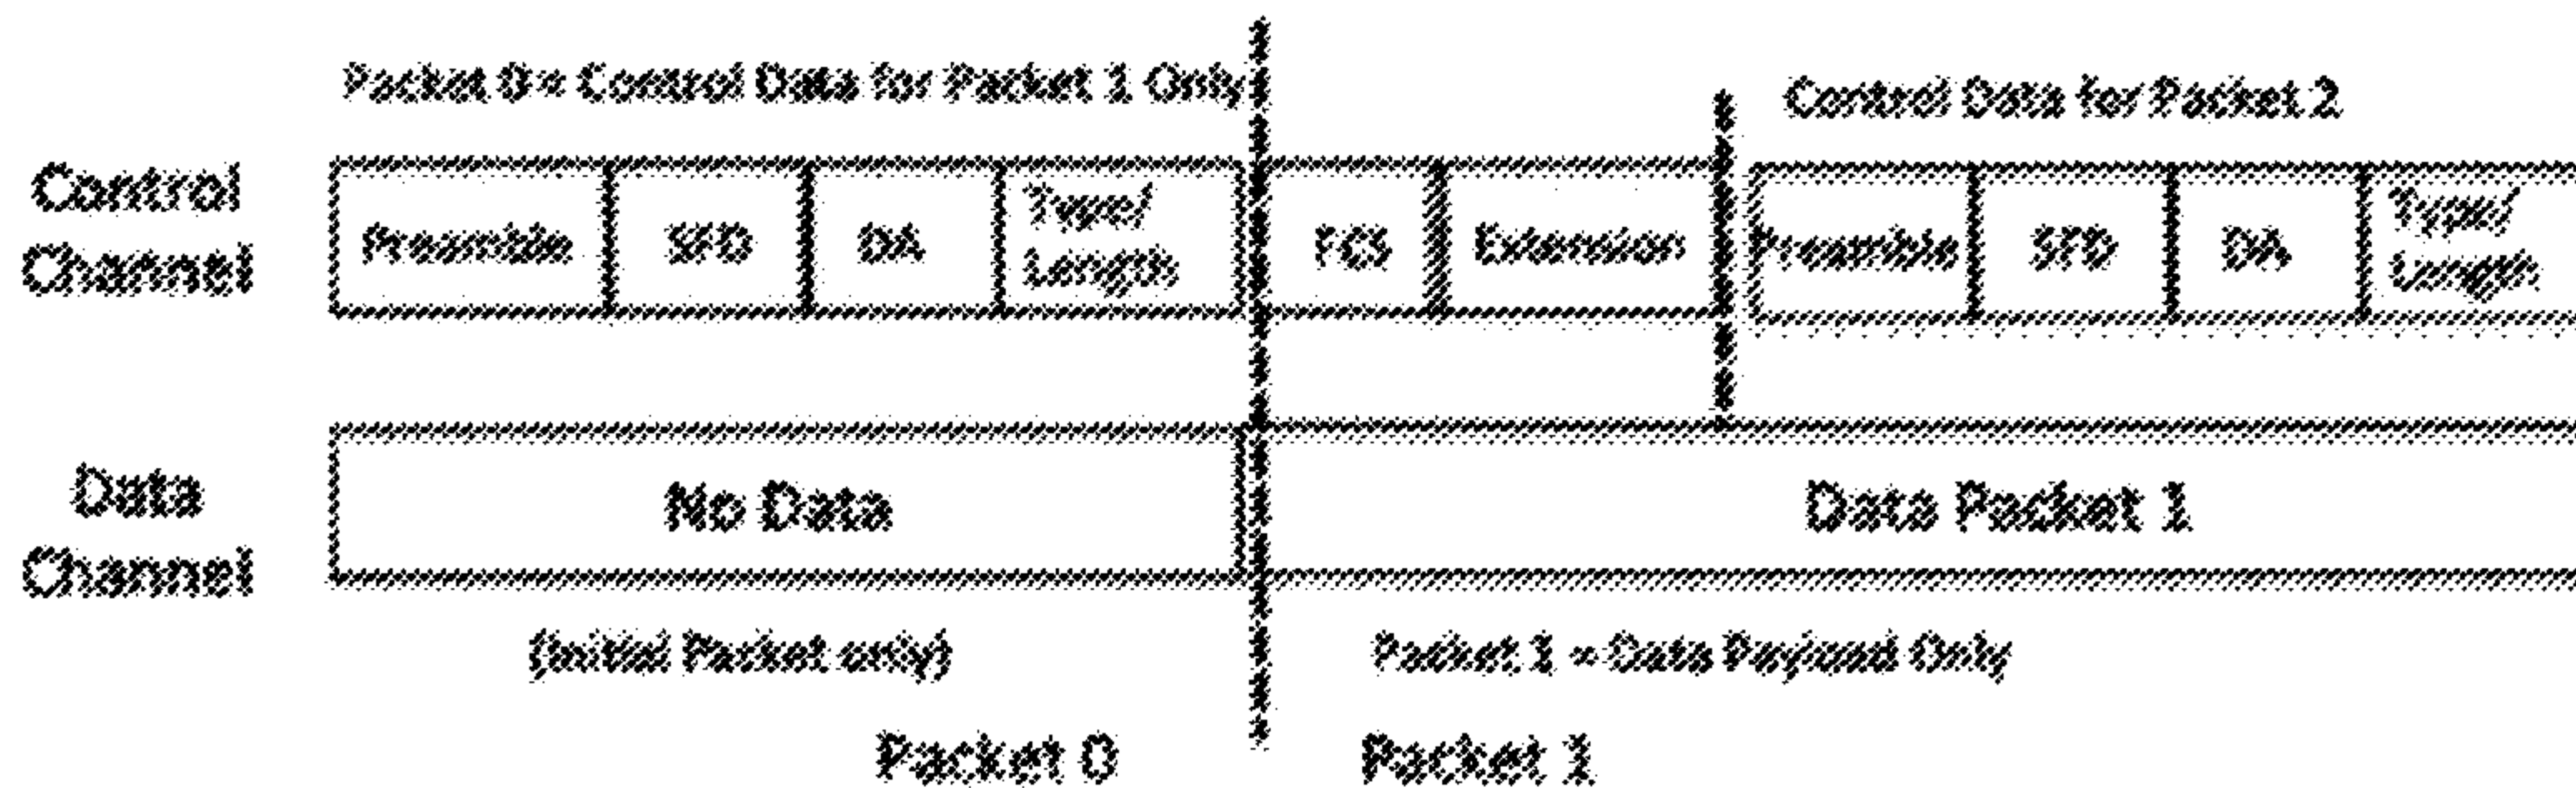 Packet 0 = Control Data for Packet 1 Only
Control Data for Packet 2
Control
Channel
Preamble
SFD
DA
Type/
Length
FCS
Extension
Preamble
SFD
DA
Type/
Length
Data
Channel
No Data
Data Packet 1
(Initial Packet only)
Packet 1 = Data Payload Only
Packet 0
Packet 1